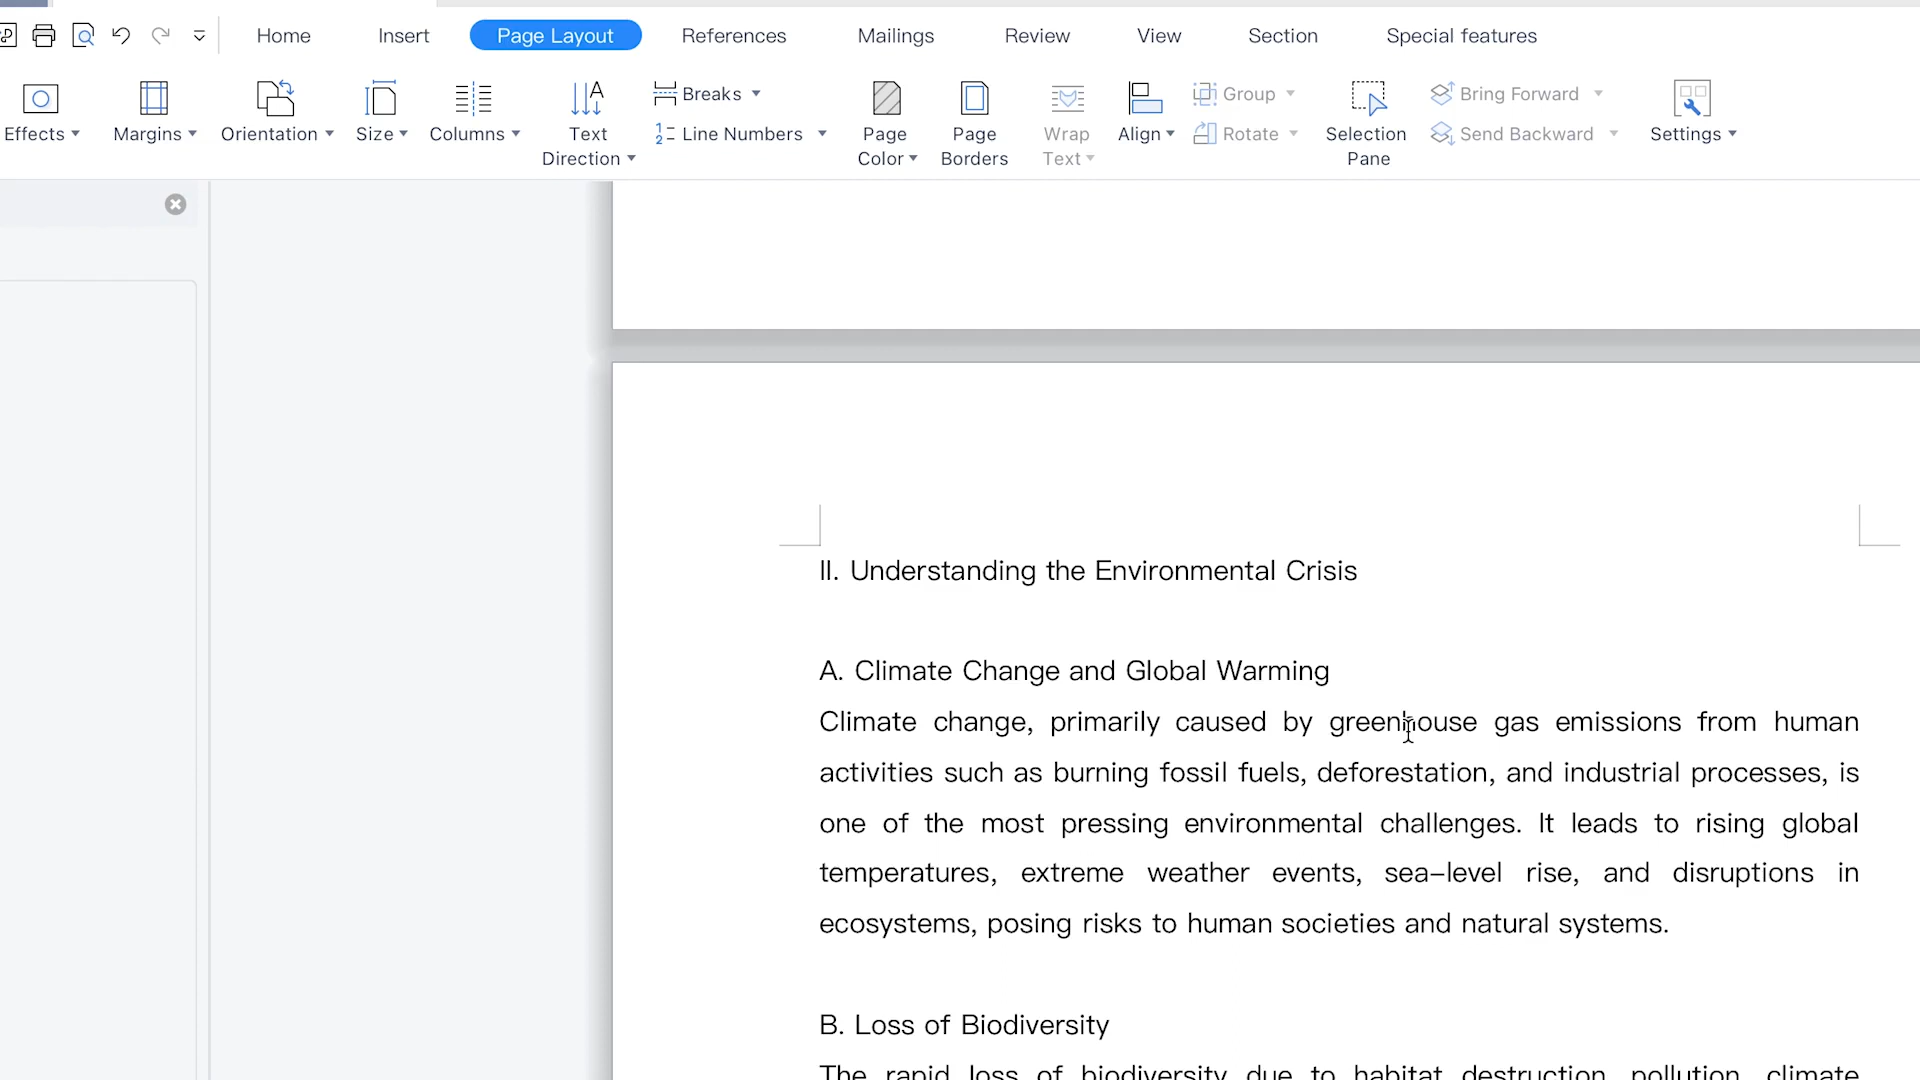 Home Insert Page Layout References Mailings Review View Section Special features
Breaks Group Bring Forward
Effects Margins Orientation Size Columns Text Direction Line Numbers Page Color Page Borders Wrap Text Align Rotate Selection Pane Send Backward Settings
II. Understanding the Environmental Crisis
A. Climate Change and Global Warming
Climate change, primarily caused by greenhouse gas emissions from human
activities such as burning fossil fuels, deforestation, and industrial processes, is
one of the most pressing environmental challenges. It leads to rising global
temperatures, extreme weather events, sea–level rise, and disruptions in
ecosystems, posing risks to human societies and natural systems.
B. Loss of Biodiversity
The rapid loss of biodiversity due to habitat destruction, pollution, climate